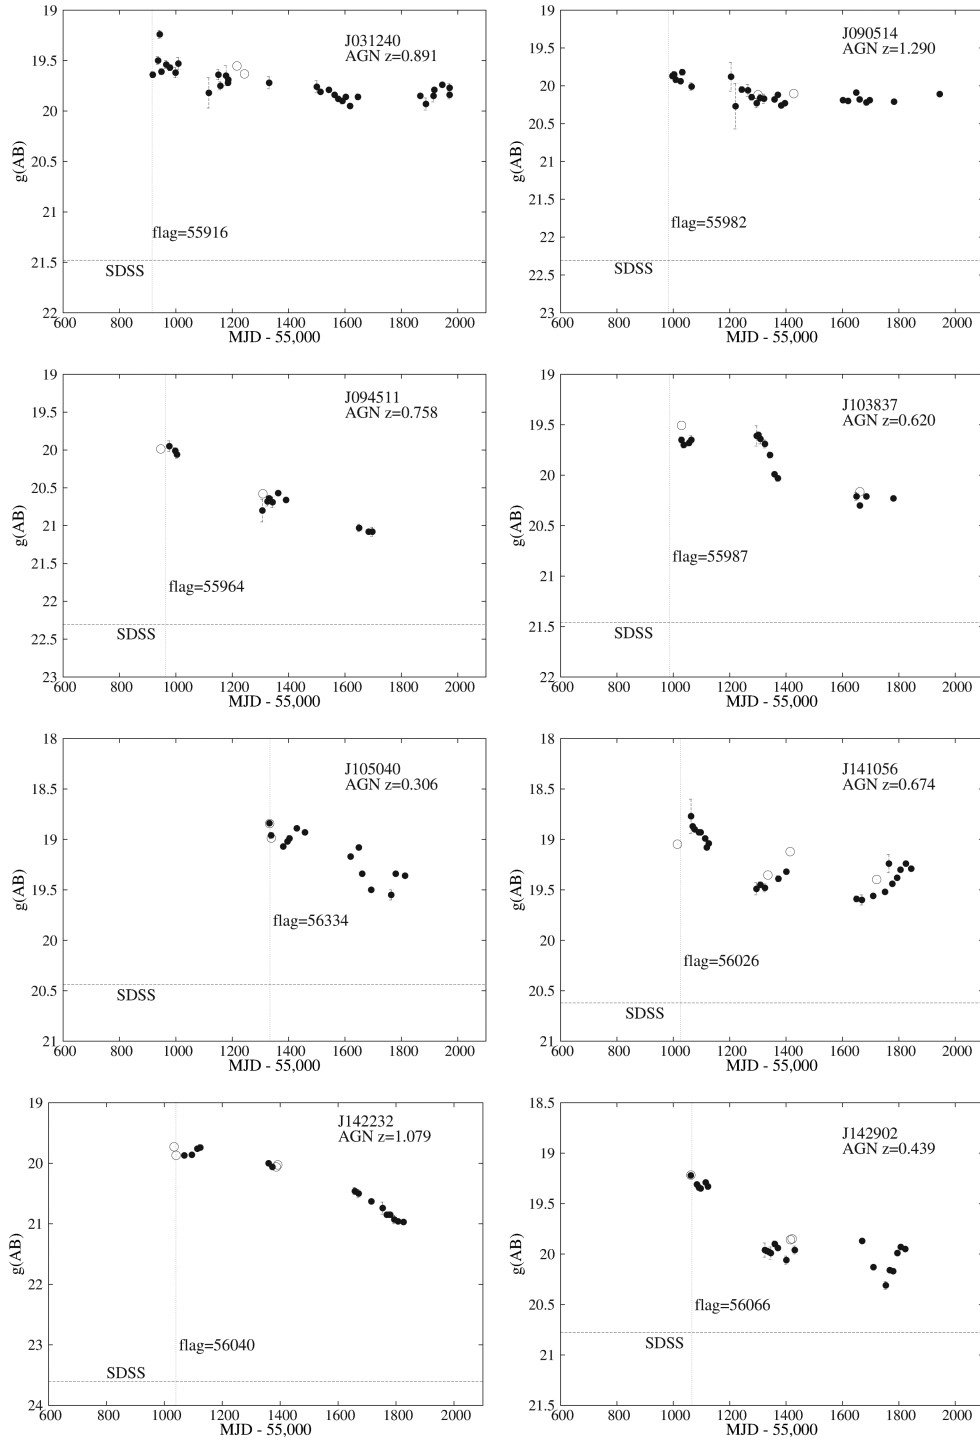 J031240
AGN z=0.891
g(AB)
19
19.5
20
20.5
21
21.5
22
flag=55916
SDSS
600 800 1000 1200 1400 1600 1800 2000
MJD - 55,000
J090514
AGN z=1.290
g(AB)
19
19.5
20
20.5
21
21.5
22
22.5
23
flag=55982
SDSS
600 800 1000 1200 1400 1600 1800 2000
MJD - 55,000
J094511
AGN z=0.758
g(AB)
19
19.5
20
20.5
21
21.5
22
22.5
23
flag=55964
SDSS
600 800 1000 1200 1400 1600 1800 2000
MJD - 55,000
J103837
AGN z=0.620
g(AB)
19
19.5
20
20.5
21
21.5
22
flag=55987
SDSS
600 800 1000 1200 1400 1600 1800 2000
MJD - 55,000
J105040
AGN z=0.306
g(AB)
18
18.5
19
19.5
20
20.5
21
flag=56334
SDSS
600 800 1000 1200 1400 1600 1800 2000
MJD - 55,000
J141056
AGN z=0.674
g(AB)
18
18.5
19
19.5
20
20.5
21
flag=56026
SDSS
600 800 1000 1200 1400 1600 1800 2000
MJD - 55,000
J142232
AGN z=1.079
g(AB)
19
20
21
22
23
24
flag=56040
SDSS
600 800 1000 1200 1400 1600 1800 2000
MJD - 55,000
J142902
AGN z=0.439
g(AB)
18.5
19
19.5
20
20.5
21
21.5
flag=56066
SDSS
600 800 1000 1200 1400 1600 1800 2000
MJD - 55,000